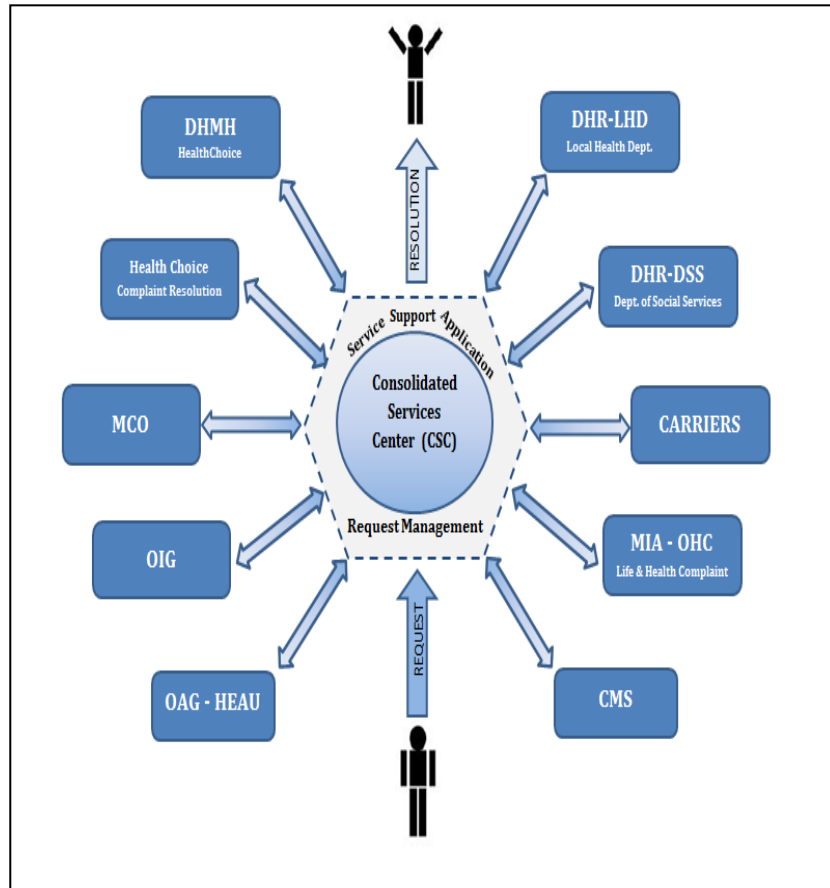 DHMH
HealthChoice
DHR-LHD
Local Health Dept.
RESOLUTION
Health Choice
Complaint Resolution
DHR-DSS
Dept. of Social Services
Service Support Application
Consolidated
Services
Center (CSC)
MCO
CARRIERS
Request Management
OIG
MIA - OHC
Life & Health Complaint
REQUEST
OAG - HEAU
CMS